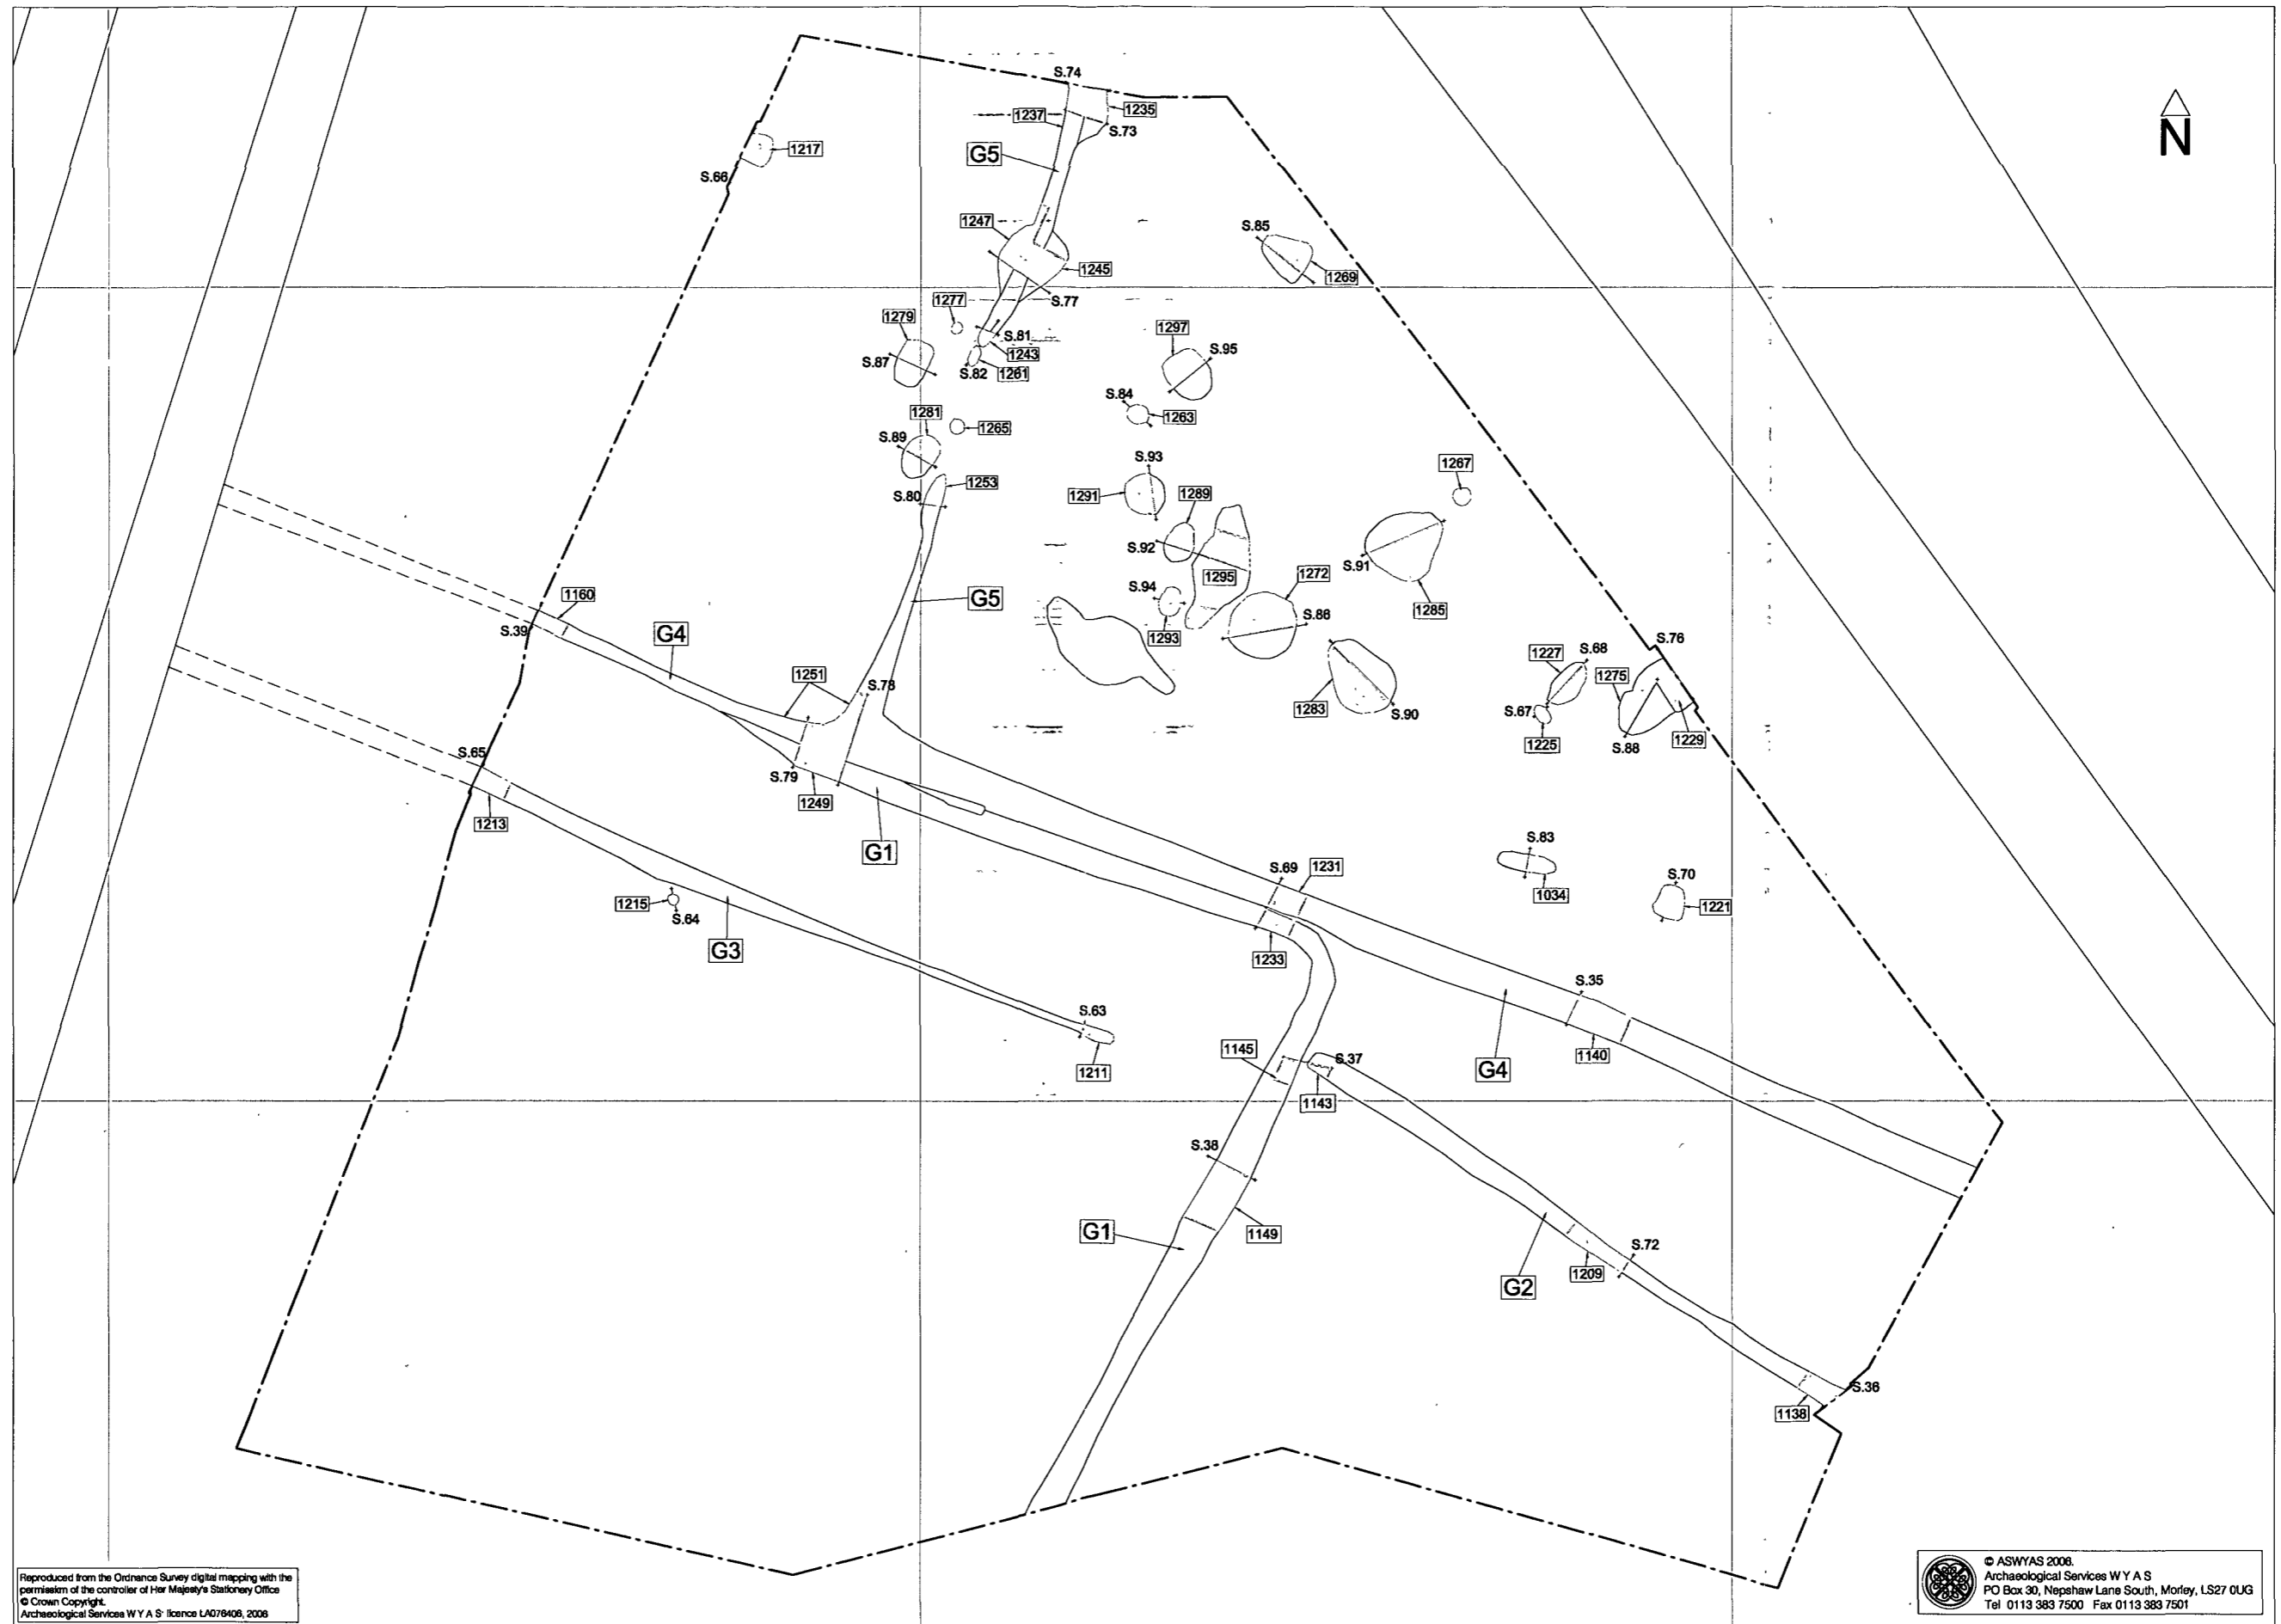 S.74
1237
1235
S.73
N
G5
1217
S.66
1247
S.85
1245
1269
S.77
1277
1279
S.81
1297
S.95
S.87
1243
S.82
1261
S.84
1263
1281
1265
S.89
S.93
1267
1253
S.80
1291
1289
S.92
S.91
1295
1272
1160
S.94
G5
S.86
1285
S.39
G4
1293
S.76
1227
S.68
1251
S.78
1275
1283
S.90
S.67
1225
S.88
1229
S.65
S.79
1249
1213
S.83
G1
S.69
1231
S.70
1034
1215
S.64
1221
G3
1233
S.35
S.63
1145
S.37
1140
1211
G4
1143
S.38
G1
1149
S.72
1209
G2
S.36
1138
Reproduced from the Ordnance Survey digital mapping with the
permission of the controller of Her Majesty's Stationery Office
© Crown Copyright.
Archaeological Services W Y A S: licence LA076406, 2006
© ASWYAS 2006.
Archaeological Services W Y A S
PO Box 30, Nepshaw Lane South, Morley, LS27 0UG
Tel 0113 383 7500 Fax 0113 383 7501